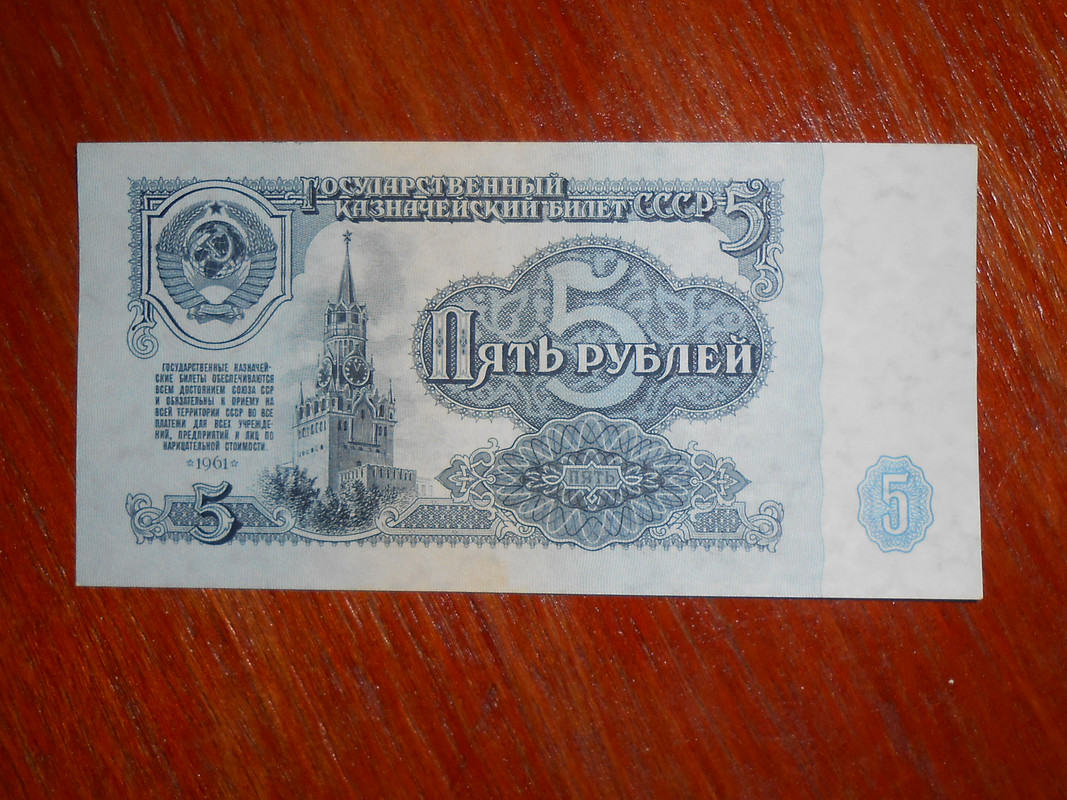 ГОСУДАРСТВЕННЫЙ
КАЗНАЧЕЙСКИЙ БИЛЕТ СССР 5
5
ПЯТЬ РУБЛЕЙ
ГОСУДАРСТВЕННЫЕ КАЗНАЧЕЙ-
СКИЕ БИЛЕТЫ ОБЕСПЕЧИВАЮТСЯ
ВСЕМ ДОСТОЯНИЕМ СОЮЗА ССР
И ОБЯЗАТЕЛЬНЫ К ПРИЕМУ НА
ВСЕЙ ТЕРРИТОРИИ СССР ВО ВСЕ
ПЛАТЕЖИ ДЛЯ ВСЕХ УЧРЕЖДЕ-
НИЙ, ПРЕДПРИЯТИЙ И ЛИЦ ПО
НАРИЦАТЕЛЬНОЙ СТОИМОСТИ.
1961
ПЯТЬ
5
5